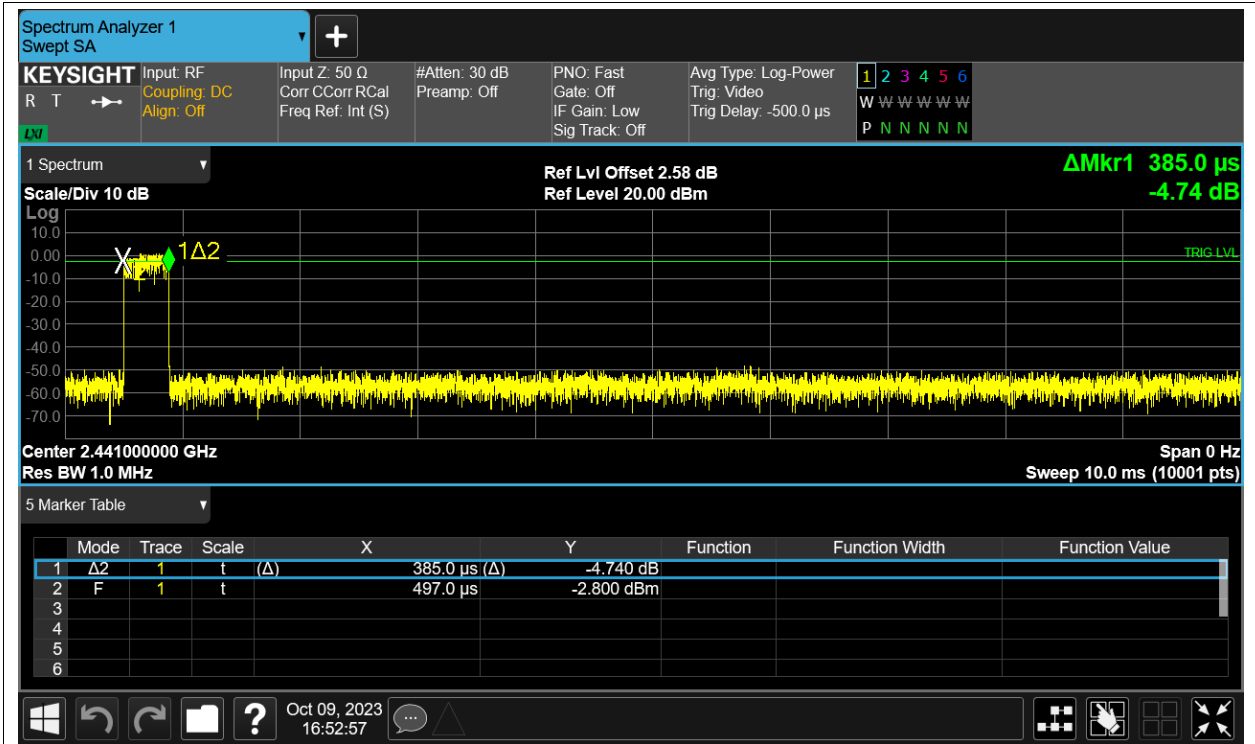 Spectrum Analyzer 1
Swept SA
+
KEYSIGHT Input: RF Input Z: 50 Ω #Atten: 30 dB PNO: Fast Avg Type: Log-Power 1 2 3 4 5 6
R T Coupling: DC Corr CCorr RCal Preamp: Off Gate: Off Trig: Video
Align: Off Freq Ref: Int (S) IF Gain: Low Trig Delay: -500.0 µs W W W W W W
LXI Sig Track: Off P N N N N N
1 Spectrum Ref Lvl Offset 2.58 dB ΔMkr1 385.0 µs
Scale/Div 10 dB Ref Level 20.00 dBm -4.74 dB
Log
10.0
1Δ2
0.00 TRIG LVL
-10.0
-20.0
-30.0
-40.0
-50.0
-60.0
-70.0
Center 2.441000000 GHz Span 0 Hz
Res BW 1.0 MHz Sweep 10.0 ms (10001 pts)
5 Marker Table
Mode Trace Scale X Y Function Function Width Function Value
1 Δ2 1 t (Δ) 385.0 µs (Δ) -4.740 dB
2 F 1 t 497.0 µs -2.800 dBm
3
4
5
6
? Oct 09, 2023
16:52:57